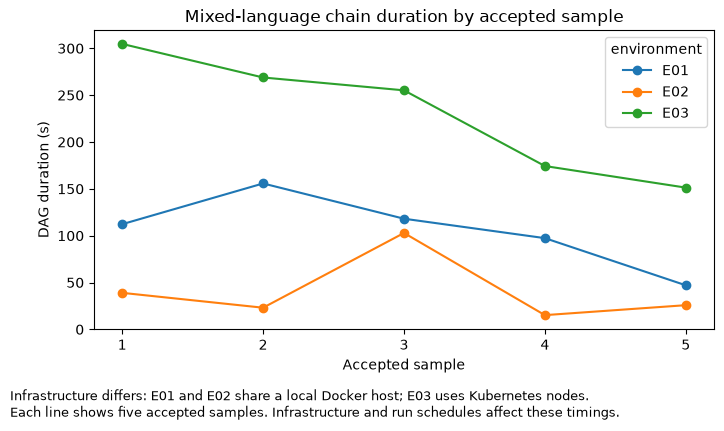 Mixed-language chain duration by accepted sample
environment
E01
E02
E03
DAG duration (s)
300
250
200
150
100
50
0
1 2 3 4 5
Accepted sample
Infrastructure differs: E01 and E02 share a local Docker host; E03 uses Kubernetes nodes.
Each line shows five accepted samples. Infrastructure and run schedules affect these timings.